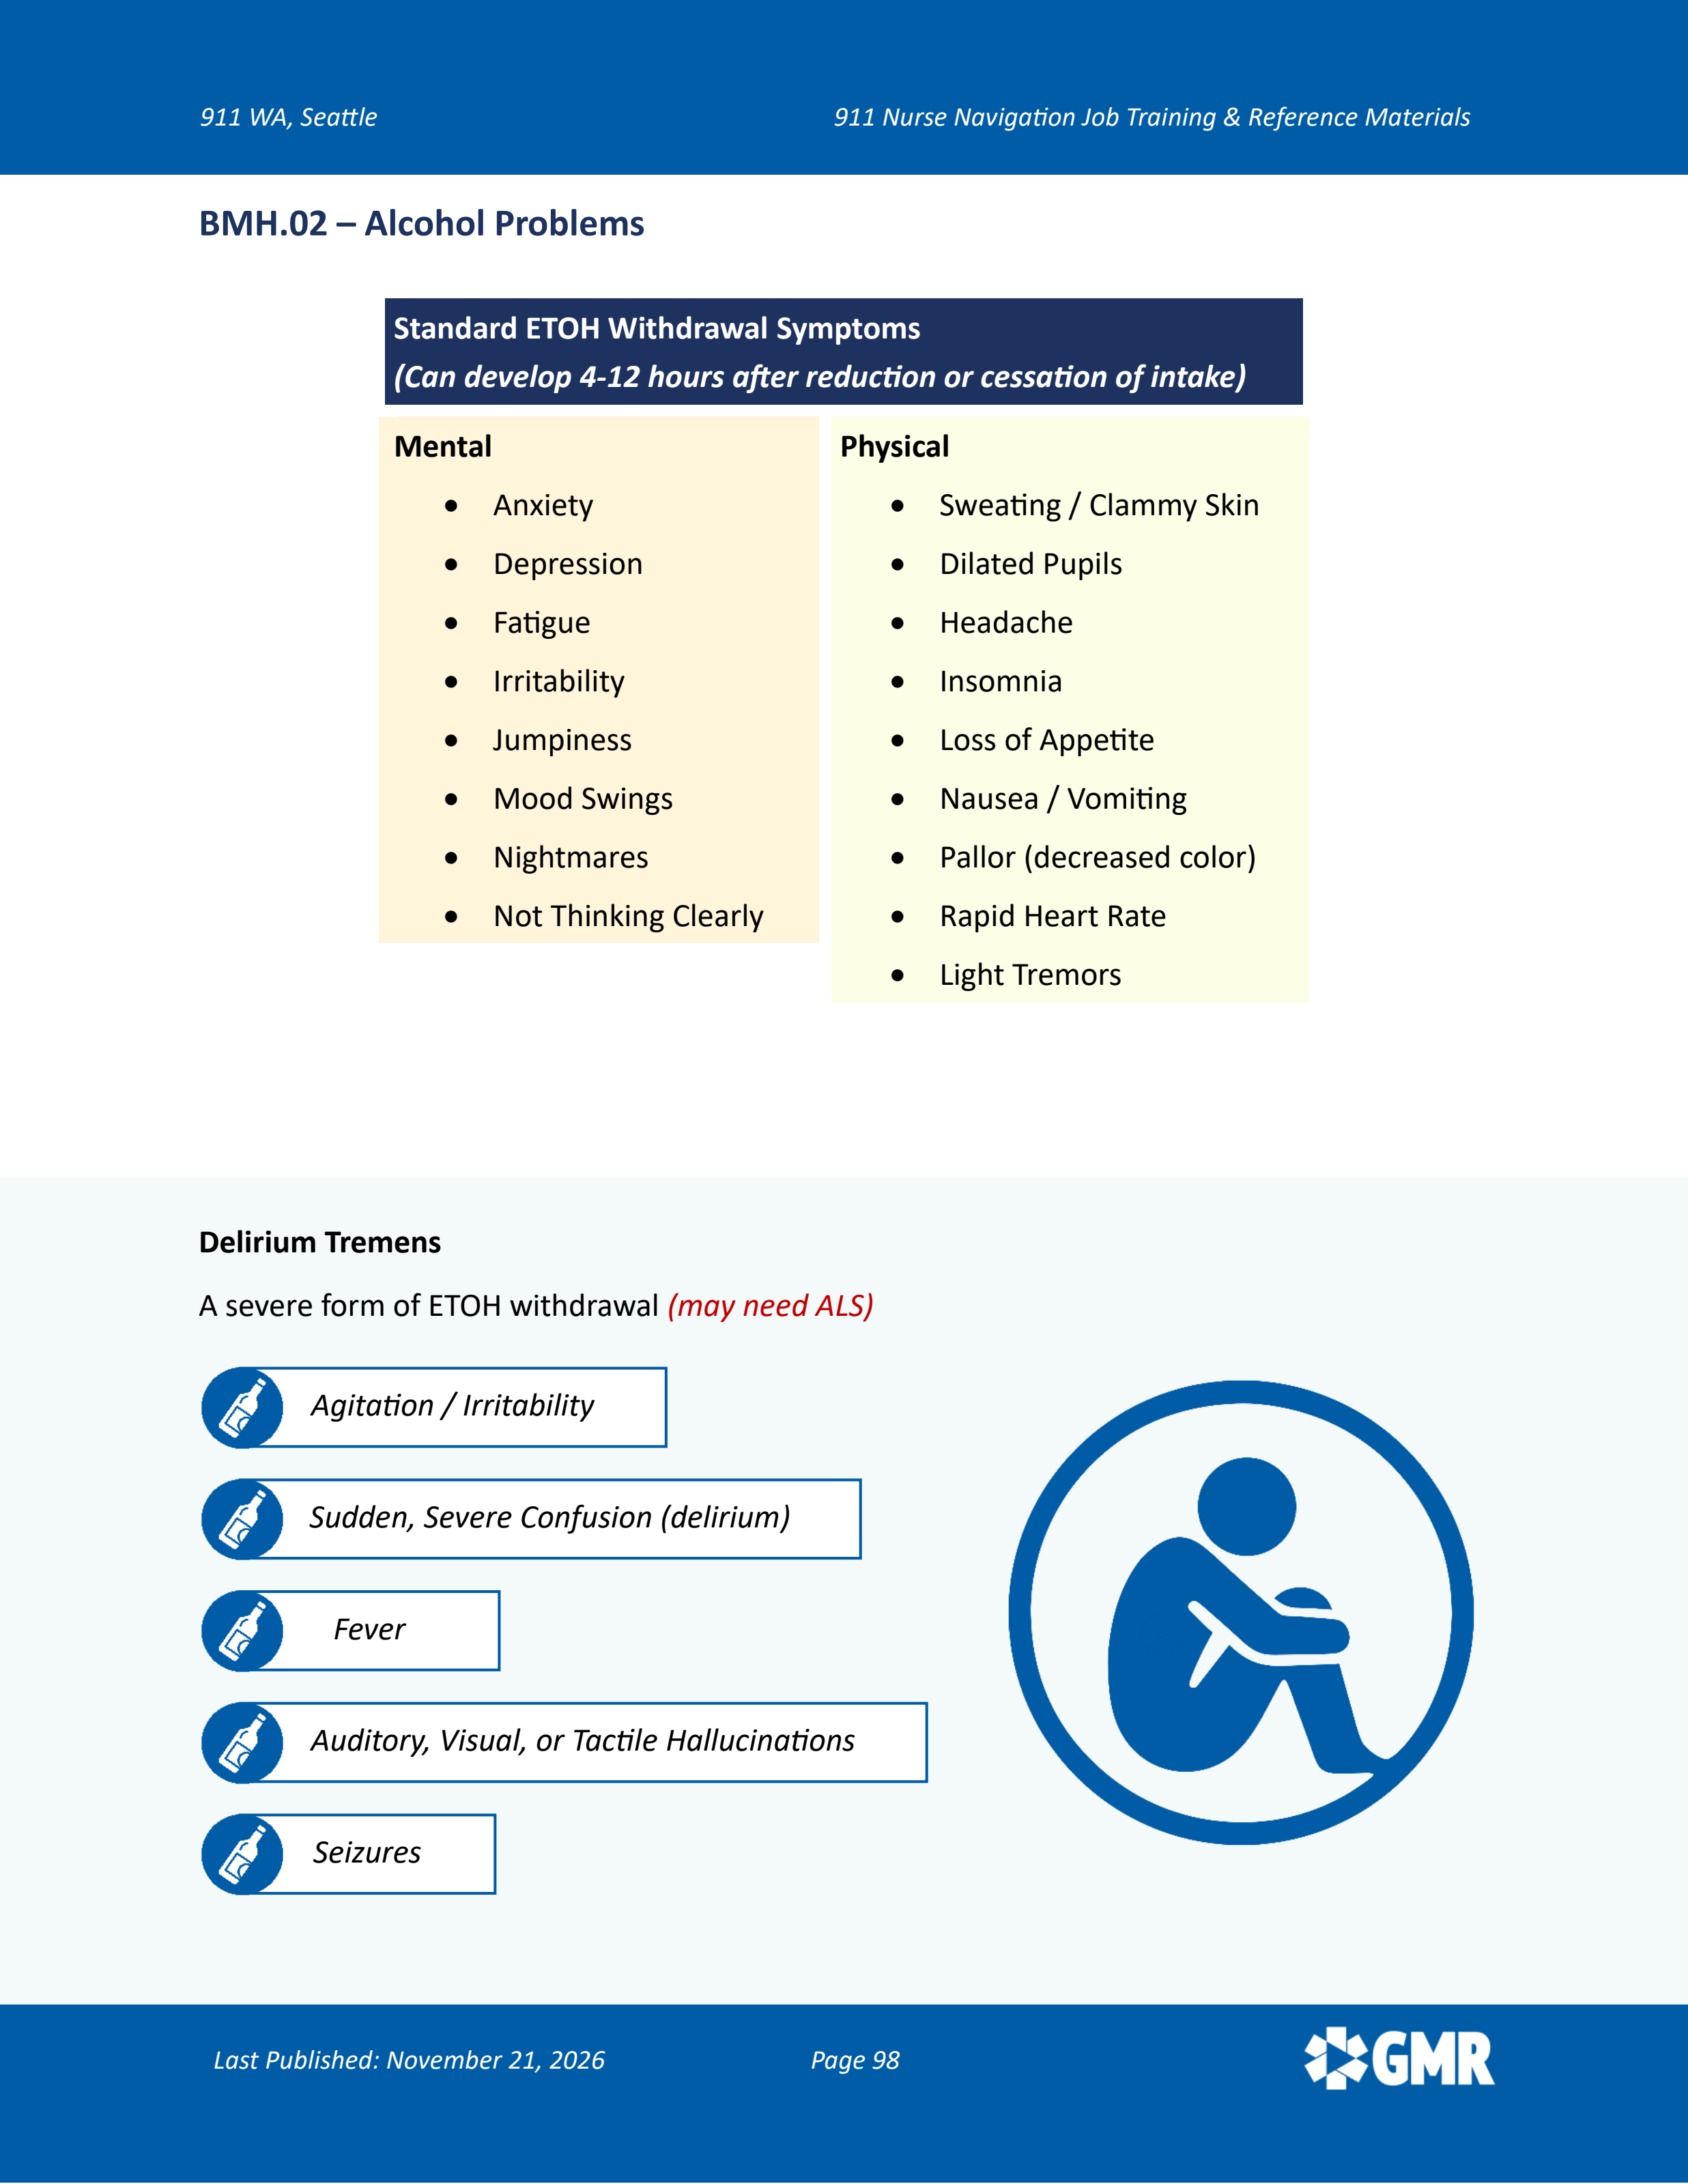 911 WA, Seattle
911 Nurse Navigation Job Training & Reference Materials
BMH.02 – Alcohol Problems
Standard ETOH Withdrawal Symptoms
(Can develop 4-12 hours after reduction or cessation of intake)
Mental
• Anxiety
• Depression
• Fatigue
• Irritability
• Jumpiness
• Mood Swings
• Nightmares
• Not Thinking Clearly
Physical
• Sweating / Clammy Skin
• Dilated Pupils
• Headache
• Insomnia
• Loss of Appetite
• Nausea / Vomiting
• Pallor (decreased color)
• Rapid Heart Rate
• Light Tremors
Delirium Tremens
A severe form of ETOH withdrawal (may need ALS)
Agitation / Irritability
Sudden, Severe Confusion (delirium)
Fever
Auditory, Visual, or Tactile Hallucinations
Seizures
Last Published: November 21, 2026
Page 98
GMR